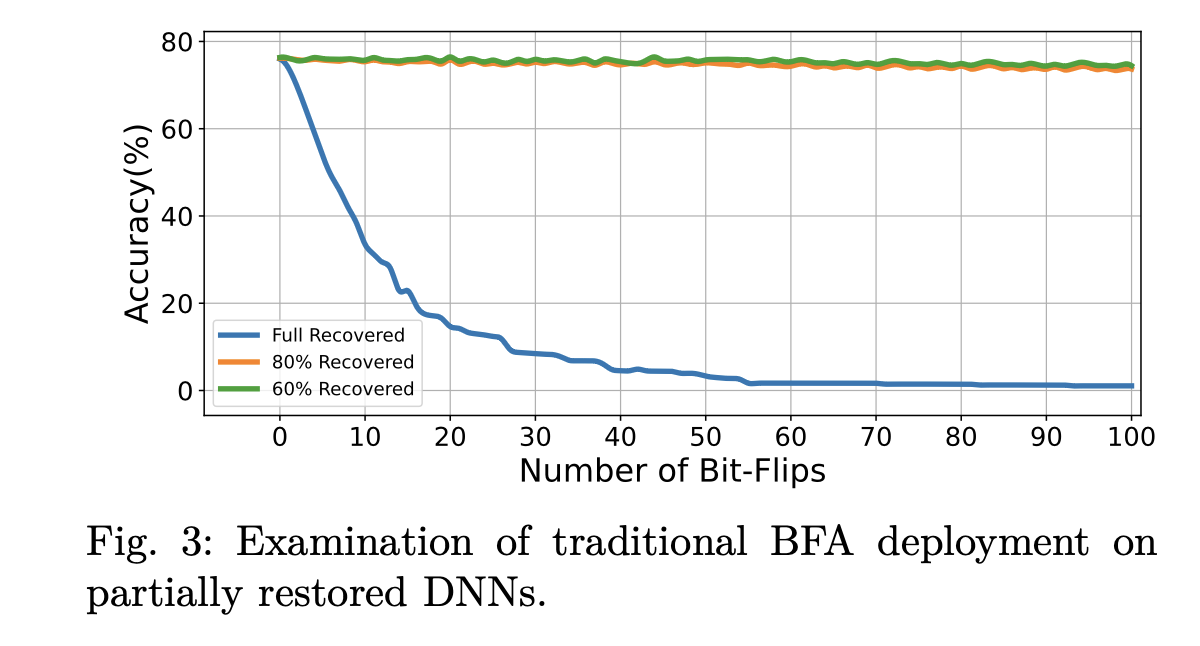 80
60
40
20
0
Accuracy(%)
Full Recovered
80% Recovered
60% Recovered
0 10 20 30 40 50 60 70 80 90 100
Number of Bit-Flips
Fig. 3: Examination of traditional BFA deployment on
partially restored DNNs.